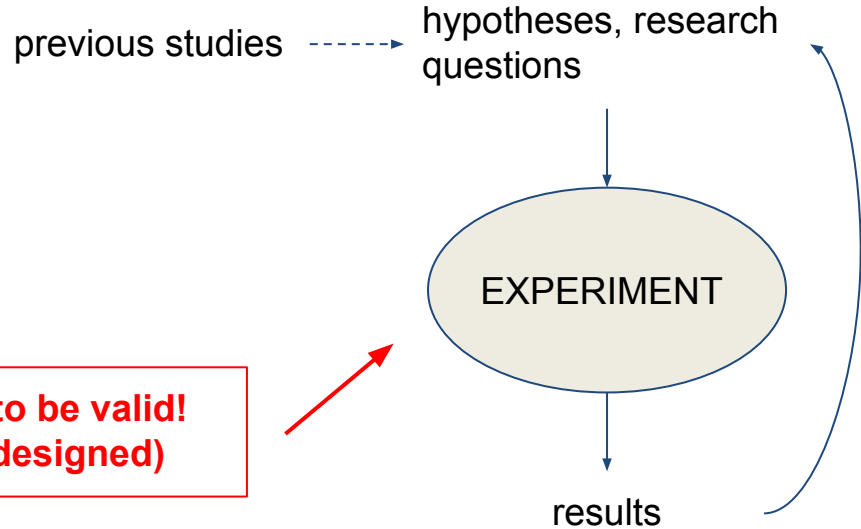 previous studies
hypotheses, research
questions
EXPERIMENT
to be valid!
designed)
results